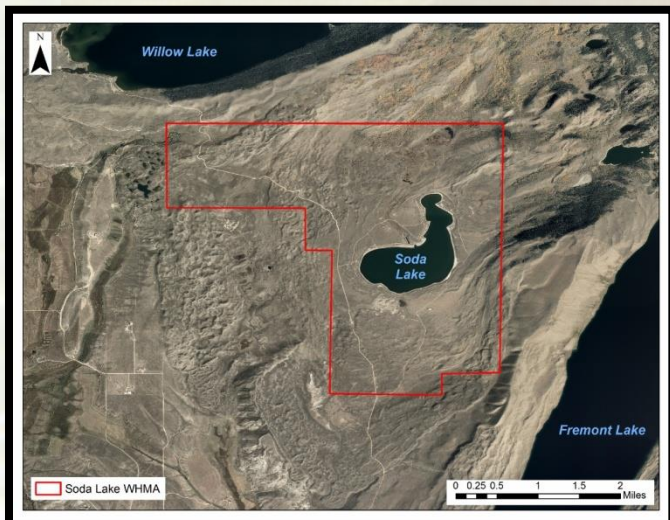 N
Willow Lake
Soda
Lake
Fremont Lake
Soda Lake WHMA
0 0.25 0.5 1 1.5 2
Miles